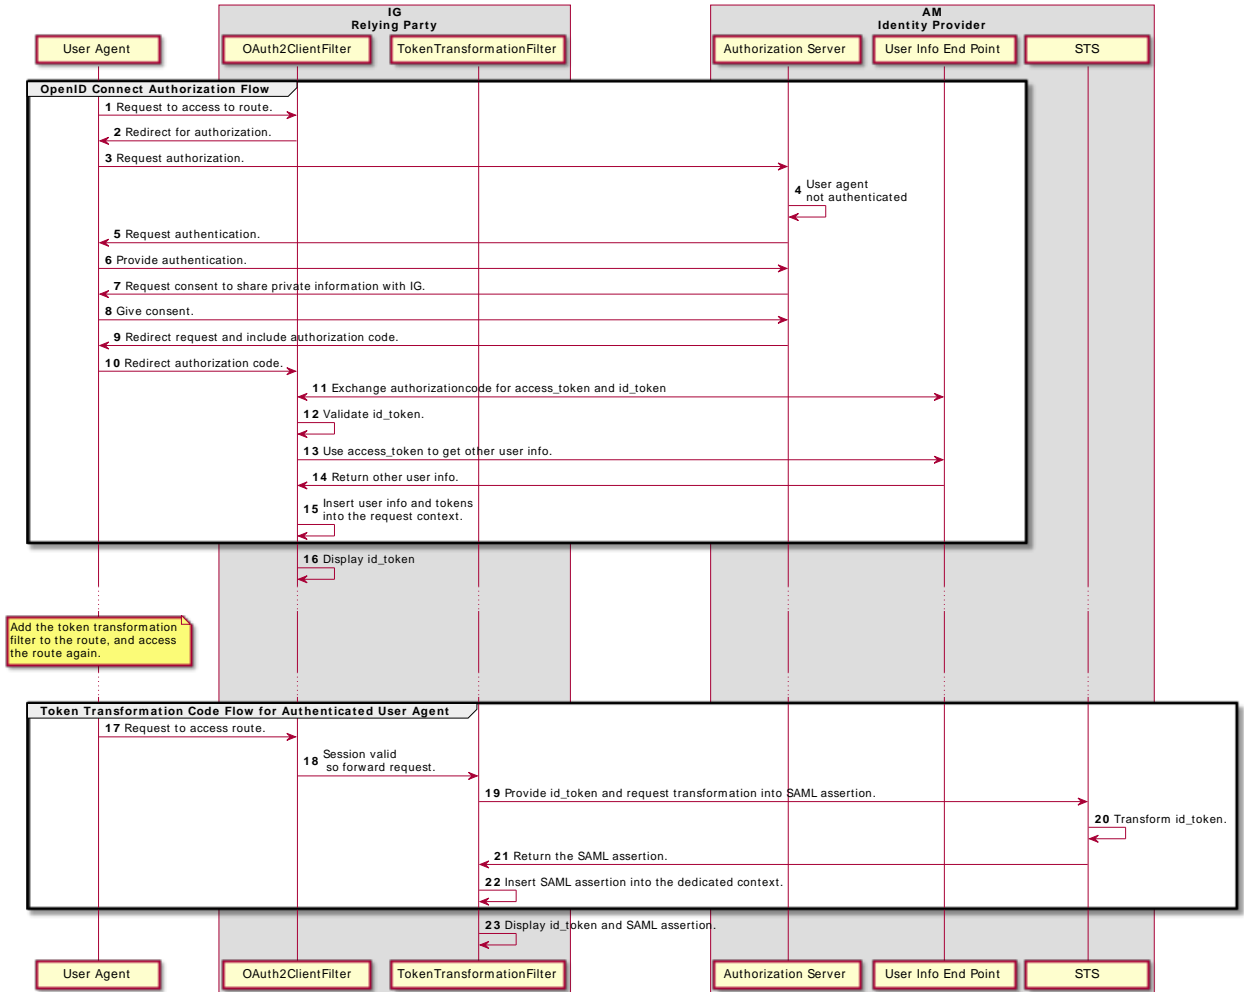 IG
Relying Party
AM
Identity Provider
User Agent
OAuth2ClientFilter
TokenTransformationFilter
Authorization Server
User Info End Point
STS
OpenID Connect Authorization Flow
1 Request to access to route.
2 Redirect for authorization.
3 Request authorization.
4 User agent
not authenticated
5 Request authentication.
6 Provide authentication.
7 Request consent to share private information with IG.
8 Give consent.
9 Redirect request and include authorization code.
10 Redirect authorization code.
11 Exchange authorizationcode for access_token and id_token
12 Validate id_token.
13 Use access_token to get other user info.
14 Return other user info.
15 Insert user info and tokens
into the request context.
16 Display id_token
Add the token transformation
filter to the route, and access
the route again.
Token Transformation Code Flow for Authenticated User Agent
17 Request to access route.
18 Session valid
so forward request.
19 Provide id_token and request transformation into SAML assertion.
20 Transform id_token.
21 Return the SAML assertion.
22 Insert SAML assertion into the dedicated context.
23 Display id_token and SAML assertion.
User Agent
OAuth2ClientFilter
TokenTransformationFilter
Authorization Server
User Info End Point
STS